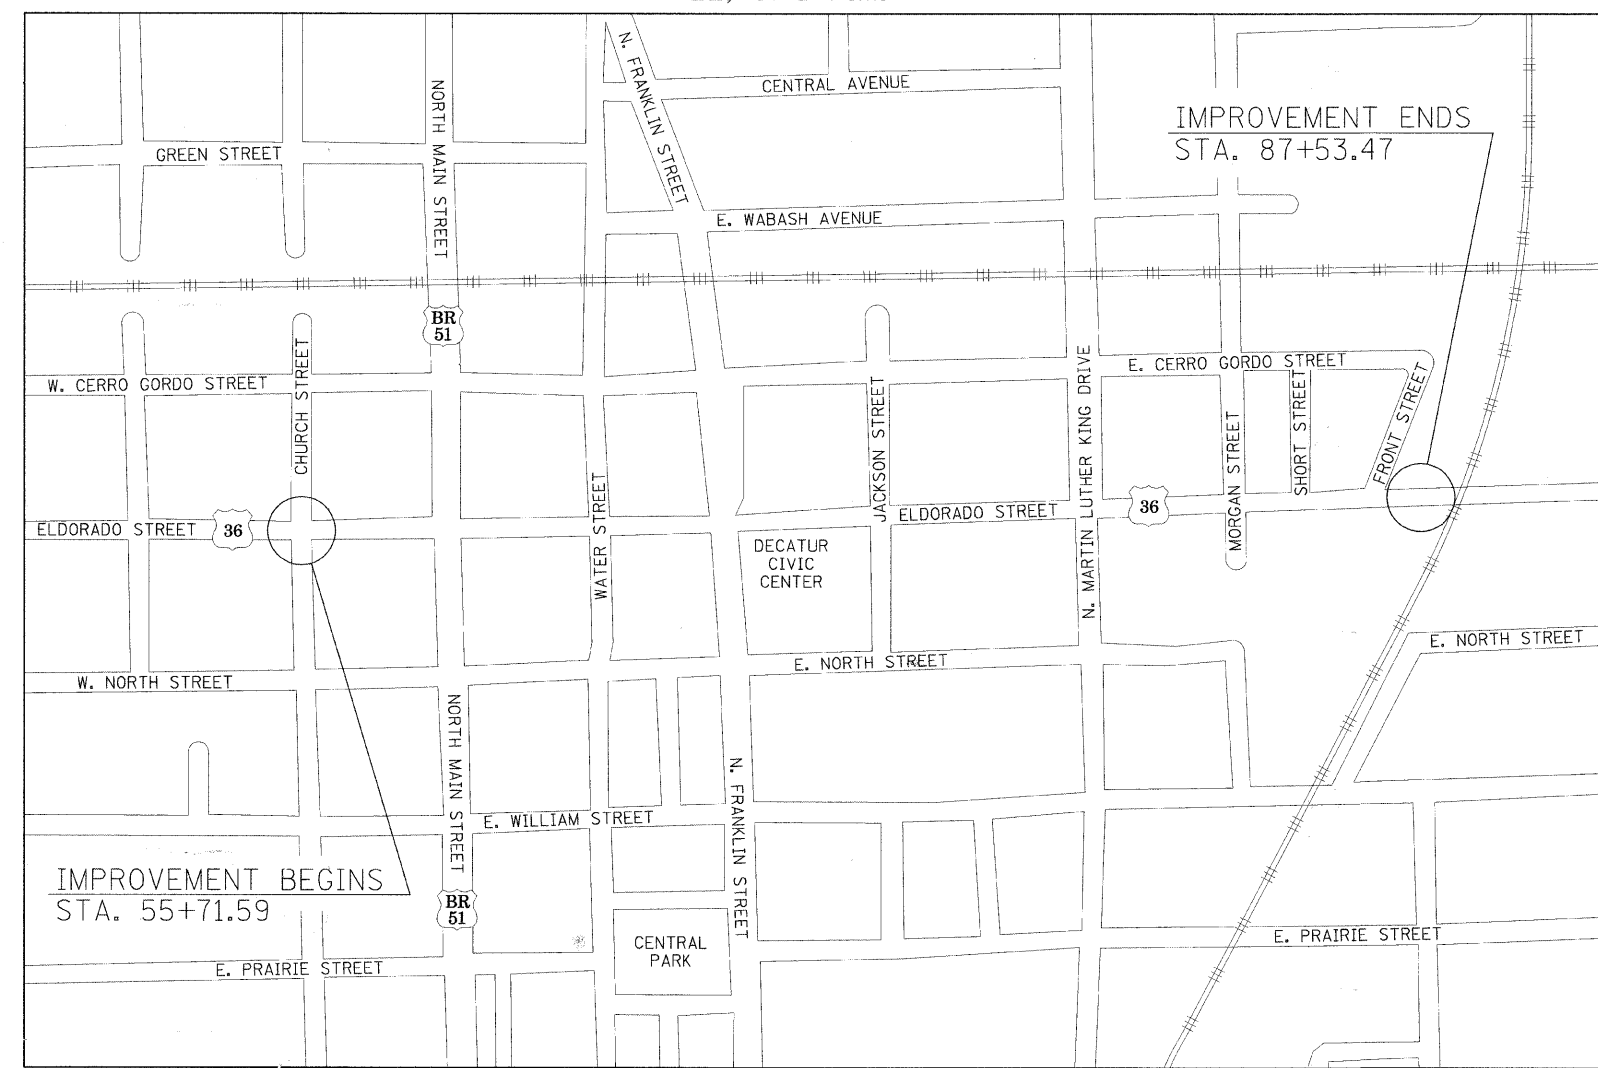 N. FRANKLIN STREET
CENTRAL AVENUE
NORTH MAIN STREET
IMPROVEMENT ENDS
STA. 87+53.47
GREEN STREET
E. WABASH AVENUE
BR
51
CHURCH STREET
W. CERRO GORDO STREET
E. CERRO GORDO STREET
N. MARTIN LUTHER KING DRIVE
JACKSON STREET
SHORT STREET
FRONT STREET
MORGAN STREET
WATER STREET
ELDORADO STREET
36
ELDORADO STREET
36
DECATUR
CIVIC
CENTER
E. NORTH STREET
E. NORTH STREET
W. NORTH STREET
NORTH MAIN STREET
N. FRANKLIN STREET
E. WILLIAM STREET
IMPROVEMENT BEGINS
STA. 55+71.59
BR
51
CENTRAL
PARK
E. PRAIRIE STREET
E. PRAIRIE STREET